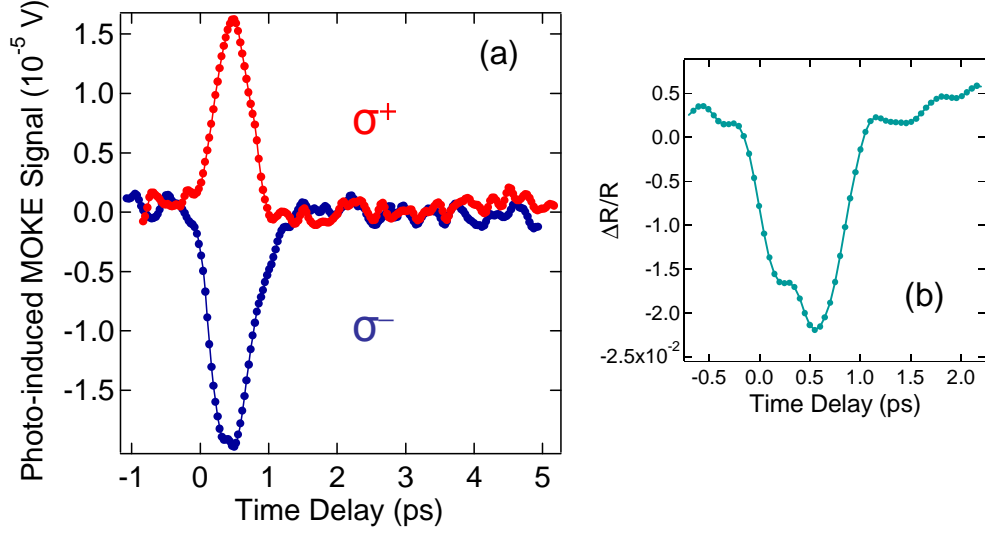 Photo-induced MOKE Signal (10⁻⁵ V)
1.5
1.0
0.5
0.0
-0.5
-1.0
-1.5
(a)
σ+
σ−
-1 0 1 2 3 4 5
Time Delay (ps)
ΔR/R
0.5
0.0
-0.5
-1.0
-1.5
-2.0
-2.5x10⁻²
(b)
-0.5 0.0 0.5 1.0 1.5 2.0
Time Delay (ps)